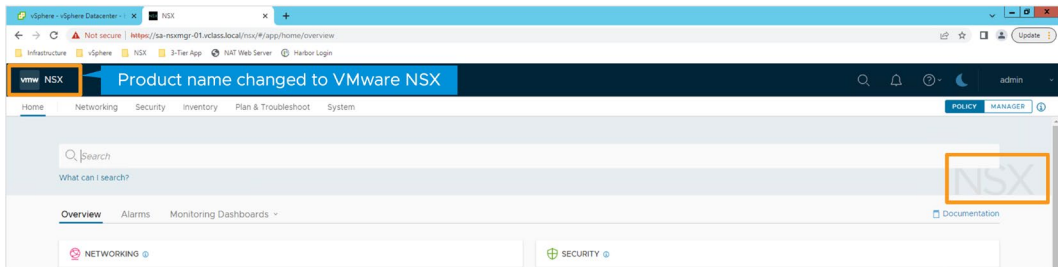 vSphere - vSphere Datacenter - NSX
Not secure https://sa-nsxmgr-01.vclass.local/nsx/#/app/home/overview Update
Infrastructure vSphere NSX 3-Tier App NAT Web Server Harbor Login
vmw NSX Product name changed to VMware NSX admin
Home Networking Security Inventory Plan & Troubleshoot System POLICY MANAGER
Search
What can I search? NSX
Overview Alarms Monitoring Dashboards Documentation
NETWORKING SECURITY